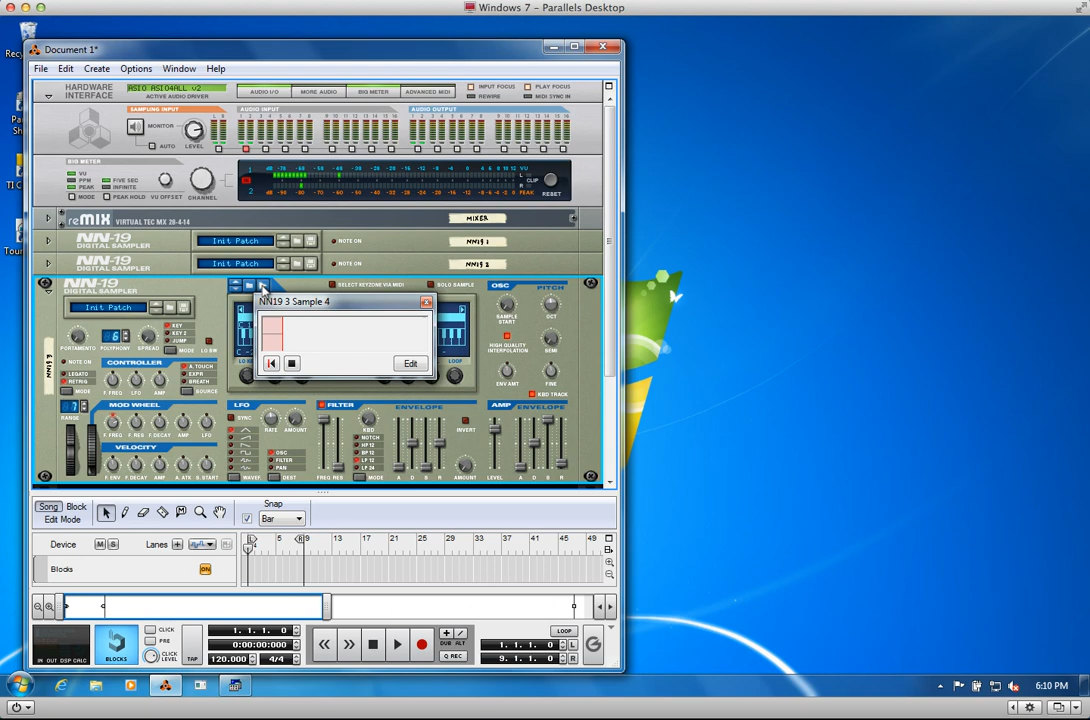 Windows 7 - Parallels Desktop
Recy
Par
Sh
TI C
Tour
Document 1*
File Edit Create Options Window Help
HARDWARE INTERFACE
ASIO ASIO4ALL v2
ACTIVE AUDIO DRIVER
AUDIO I/O MORE AUDIO BIG METER ADVANCED MIDI
INPUT FOCUS PLAY FOCUS
REWIRE MIDI SYNC IN
SAMPLING INPUT AUDIO INPUT AUDIO OUTPUT
MONITOR
AUTO
LEVEL
BIG METER
VU
PPM
PEAK
MODE
FIVE SEC
INFINITE
PEAK HOLD
VU OFFSET
CHANNEL
CLIP
RESET
PEAK
reMIX VIRTUAL TEC MX 28-4-14 MIXER
NN-19 DIGITAL SAMPLER Init Patch NOTE ON NN19 1
NN-19 DIGITAL SAMPLER Init Patch NOTE ON NN19 2
NN-19 DIGITAL SAMPLER
Init Patch
SELECT KEYZONE VIA MIDI SOLO SAMPLE
NN19 3 Sample 4
Edit
OSC PITCH
SAMPLE START OCT
HIGH QUALITY INTERPOLATION SEMI
ENV AMT FINE
KBD TRACK
PORTAMENTO POLYPHONY SPREAD
KEY
KEY 2
JUMP
MODE
LO BW
LO KEY
LOOP
NN19 3
NOTE ON
LEGATO
RETRIG
MODE
CONTROLLER
F. FREQ LFO AMP
A. TOUCH
EXPR
BREATH
SOURCE
RANGE
MOD WHEEL
F. FREQ F. RES F. DECAY AMP LFO
VELOCITY
F. ENV F. DECAY AMP A. ATK S. START
LFO
SYNC RATE AMOUNT
OSC
FILTER
PAN
WAVEF. DEST
FILTER
KBD
NOTCH
HP 12
BP 12
LP 12
LP 24
FREQ RES MODE
ENVELOPE
INVERT
A D S R AMOUNT
AMP ENVELOPE
LEVEL A D S R
Song Block
Edit Mode
Snap
Bar
Device M S Lanes
5 9 13 17 21 25 29 33 37 41 45 49
Blocks ON
IN OUT DSP CALC
BLOCKS
CLICK
PRE
CLICK LEVEL
TAP
1. 1. 1. 0
0:00:00:000
120.000 4/4
DUB ALT
Q REC
LOOP
1. 1. 1. 0 L
9. 1. 1. 0 R
6:10 PM